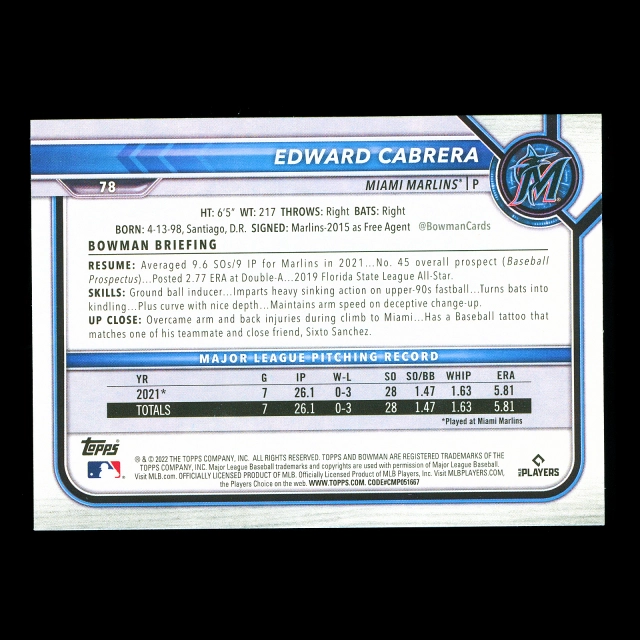 EDWARD CABRERA
78
MIAMI MARLINS® | P
M
HT: 6'5" WT: 217 THROWS: Right BATS: Right
BORN: 4-13-98, Santiago, D.R. SIGNED: Marlins-2015 as Free Agent @BowmanCards
BOWMAN BRIEFING
RESUME: Averaged 9.6 SOs/9 IP for Marlins in 2021...No. 45 overall prospect (Baseball
Prospectus)...Posted 2.77 ERA at Double-A...2019 Florida State League All-Star.
SKILLS: Ground ball inducer...Imparts heavy sinking action on upper-90s fastball...Turns bats into
kindling...Plus curve with nice depth...Maintains arm speed on deceptive change-up.
UP CLOSE: Overcame arm and back injuries during climb to Miami...Has a Baseball tattoo that
matches one of his teammate and close friend, Sixto Sanchez.
MAJOR LEAGUE PITCHING RECORD
YR G IP W-L SO SO/BB WHIP ERA
2021* 7 26.1 0-3 28 1.47 1.63 5.81
TOTALS 7 26.1 0-3 28 1.47 1.63 5.81
*Played at Miami Marlins
Topps
® & © 2022 THE TOPPS COMPANY, INC. ALL RIGHTS RESERVED. TOPPS AND BOWMAN ARE REGISTERED TRADEMARKS OF THE
TOPPS COMPANY, INC. Major League Baseball trademarks and copyrights are used with permission of Major League Baseball.
Visit MLB.com. OFFICIALLY LICENSED PRODUCT OF MLB. Officially Licensed Product of MLB Players, Inc. Visit MLBPLAYERS.COM,
the Players Choice on the web. WWW.TOPPS.COM. CODE#CMP051667
MLB PLAYERS